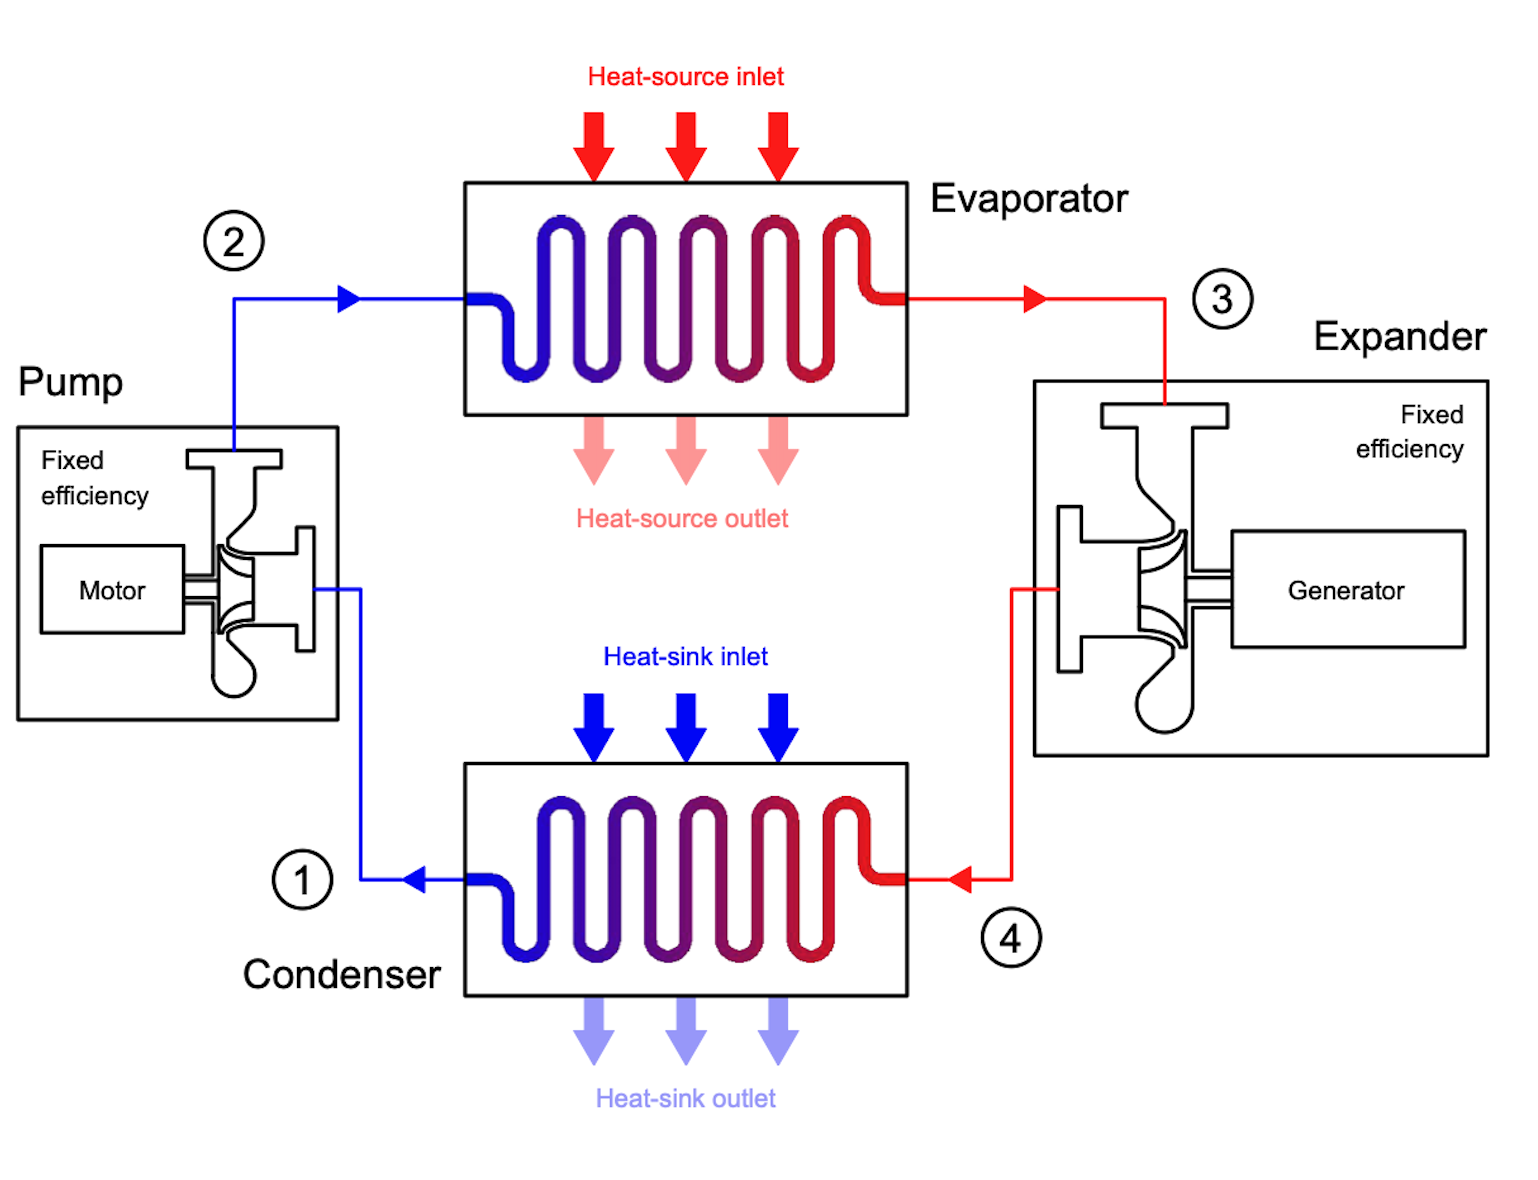 Heat-source inlet
Evaporator
2
3
Expander
Pump
Fixed
efficiency
Fixed
efficiency
Heat-source outlet
Motor
Generator
Heat-sink inlet
1
4
Condenser
Heat-sink outlet